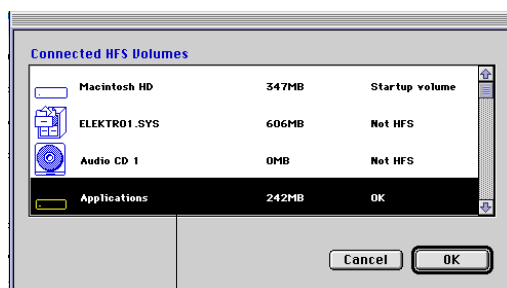 Connected HFS Volumes
Macintosh HD 347MB Startup volume
ELEKTRO1.SYS 606MB Not HFS
Audio CD 1 0MB Not HFS
Applications 242MB OK
Cancel OK